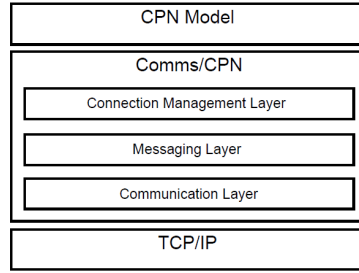 CPN Model
Comms/CPN
Connection Management Layer
Messaging Layer
Communication Layer
TCP/IP